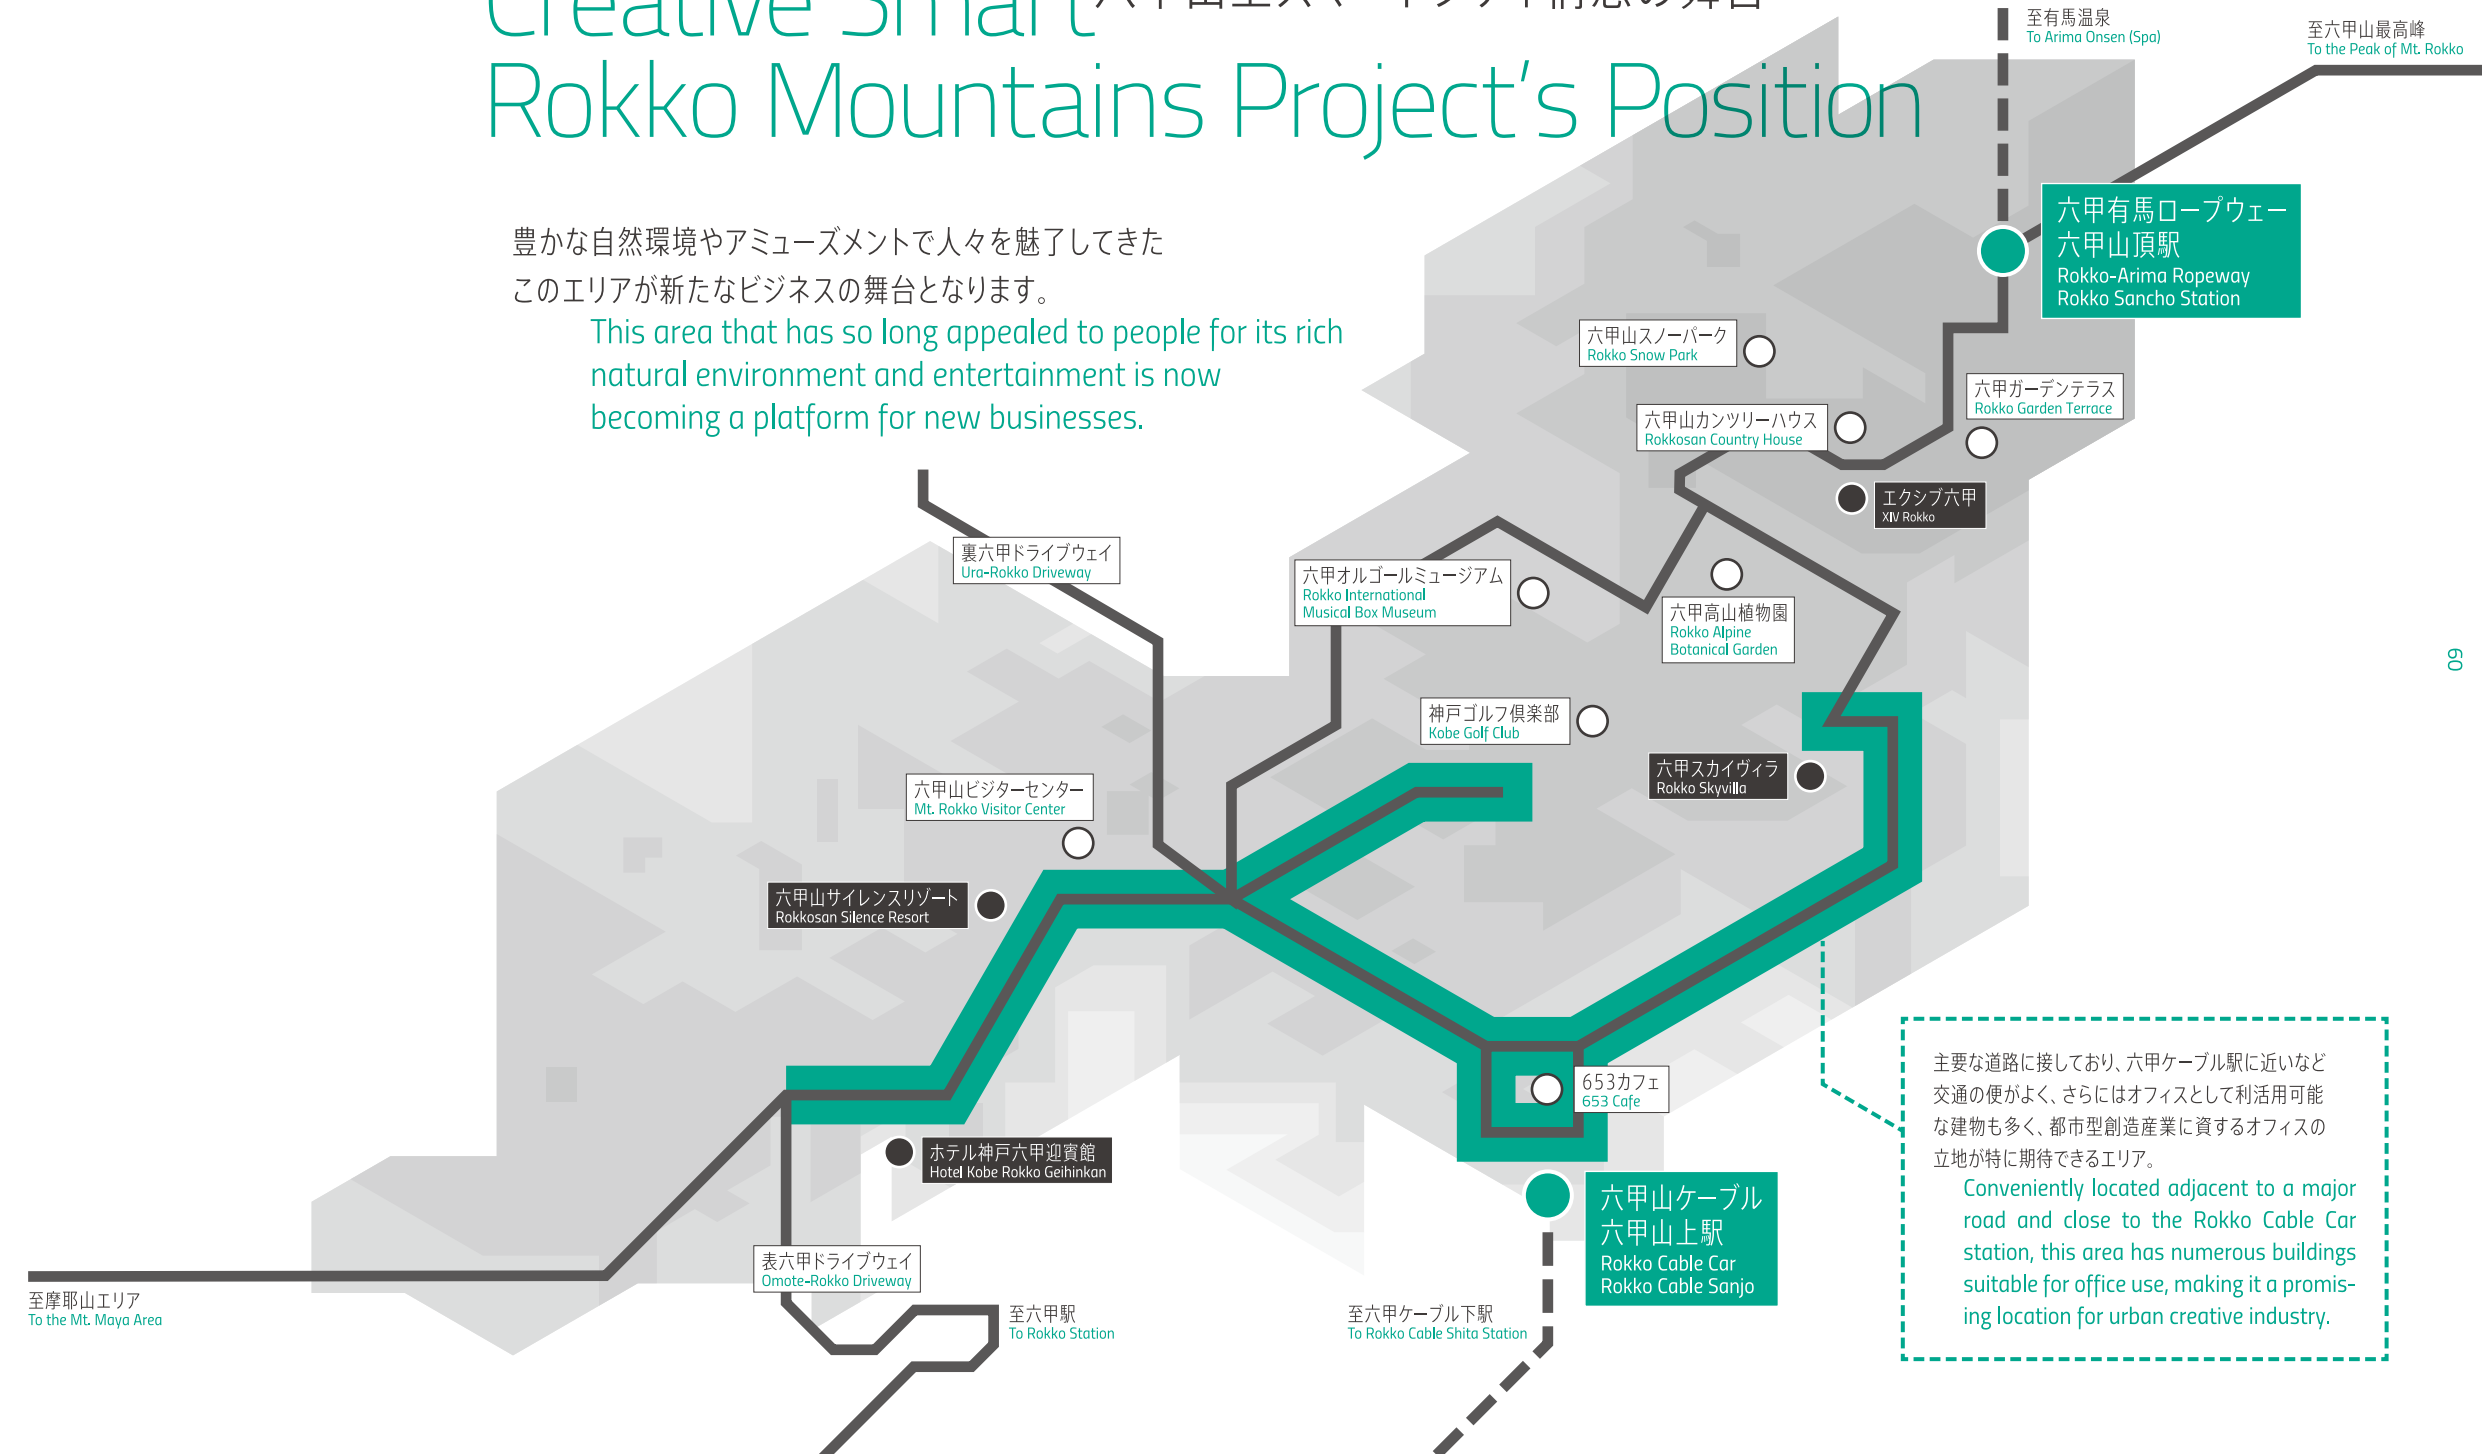 Creative Smart
六甲山上スマートシティ構想の舞台
Rokko Mountains Project's Position
豊かな自然環境やアミューズメントで人々を魅了してきた
このエリアが新たなビジネスの舞台となります。
This area that has so long appealed to people for its rich
natural environment and entertainment is now
becoming a platform for new businesses.
至有馬温泉
To Arima Onsen (Spa)
至六甲山最高峰
To the Peak of Mt. Rokko
六甲有馬ロープウェー
六甲山頂駅
Rokko-Arima Ropeway
Rokko Sancho Station
六甲山スノーパーク
Rokko Snow Park
六甲ガーデンテラス
Rokko Garden Terrace
六甲山カンツリーハウス
Rokkosan Country House
エクシブ六甲
XIV Rokko
裏六甲ドライブウェイ
Ura-Rokko Driveway
六甲オルゴールミュージアム
Rokko International
Musical Box Museum
六甲高山植物園
Rokko Alpine
Botanical Garden
60
神戸ゴルフ倶楽部
Kobe Golf Club
六甲スカイヴィラ
Rokko Skyvilla
六甲山ビジターセンター
Mt. Rokko Visitor Center
六甲山サイレンスリゾート
Rokkosan Silence Resort
653カフェ
653 Cafe
ホテル神戸六甲迎賓館
Hotel Kobe Rokko Geihinkan
六甲山ケーブル
六甲山上駅
Rokko Cable Car
Rokko Cable Sanjo
表六甲ドライブウェイ
Omote-Rokko Driveway
至摩耶山エリア
To the Mt. Maya Area
至六甲駅
To Rokko Station
至六甲ケーブル下駅
To Rokko Cable Shita Station
主要な道路に接しており、六甲ケーブル駅に近いなど
交通の便がよく、さらにはオフィスとして利活用可能
な建物も多く、都市型創造産業に資するオフィスの
立地が特に期待できるエリア。
Conveniently located adjacent to a major
road and close to the Rokko Cable Car
station, this area has numerous buildings
suitable for office use, making it a promis-
ing location for urban creative industry.